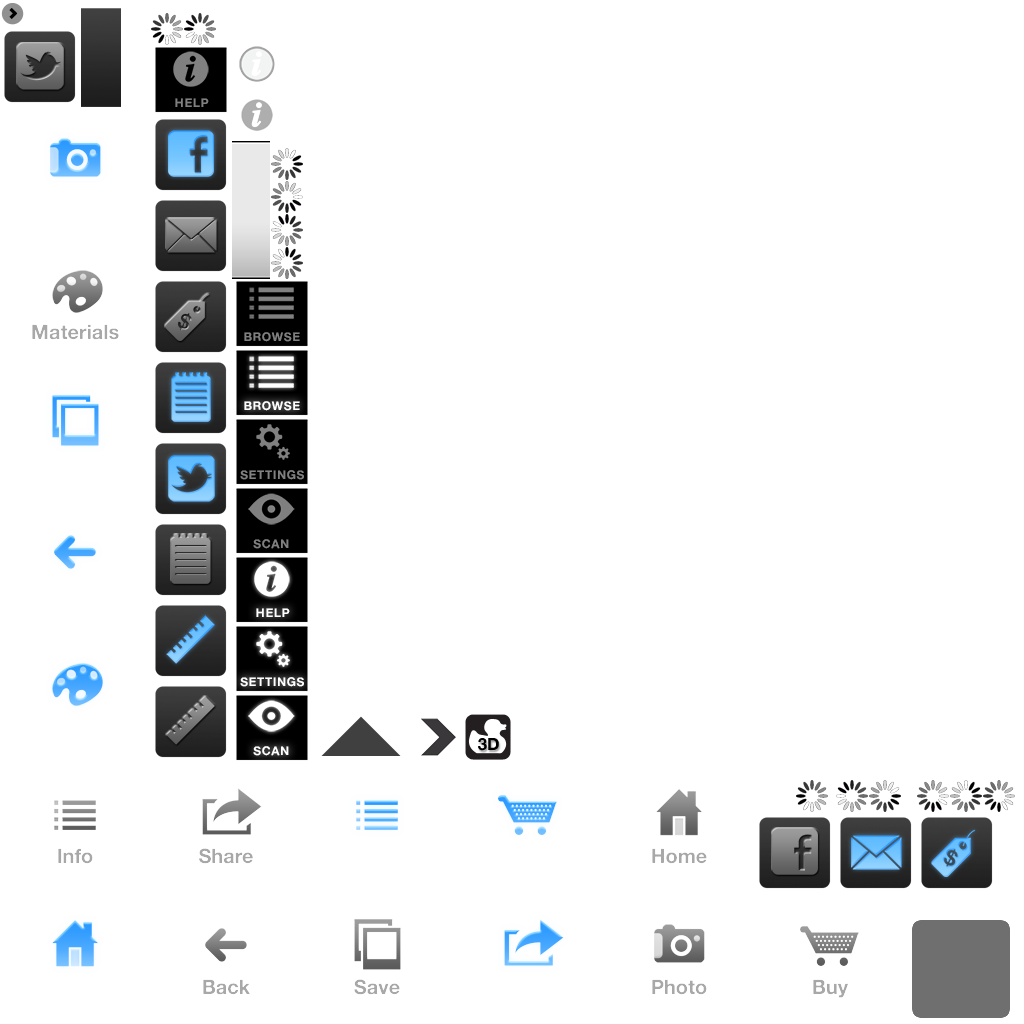 HELP
Materials
BROWSE
BROWSE
SETTINGS
SCAN
HELP
SETTINGS
SCAN
3D
Info
Share
Home
Back
Save
Photo
Buy